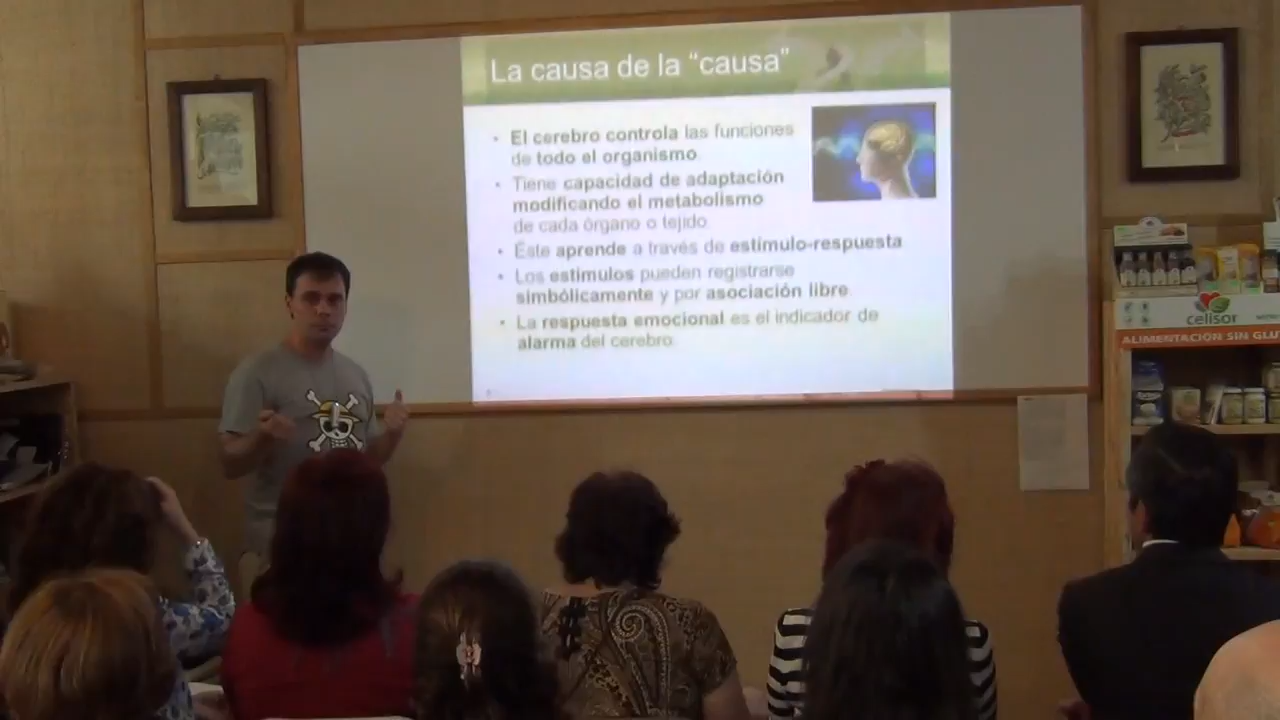 La causa de la “causa”
• El cerebro controla las funciones
de todo el organismo
• Tiene capacidad de adaptación
modificando el metabolismo
de cada órgano o tejido
• Este aprende a través de estímulo-respuesta
• Los estímulos pueden registrarse
simbólicamente y por asociación libre.
• La respuesta emocional es el indicador de
alarma del cerebro.
celisor
ALIMENTACIÓN SIN GLU